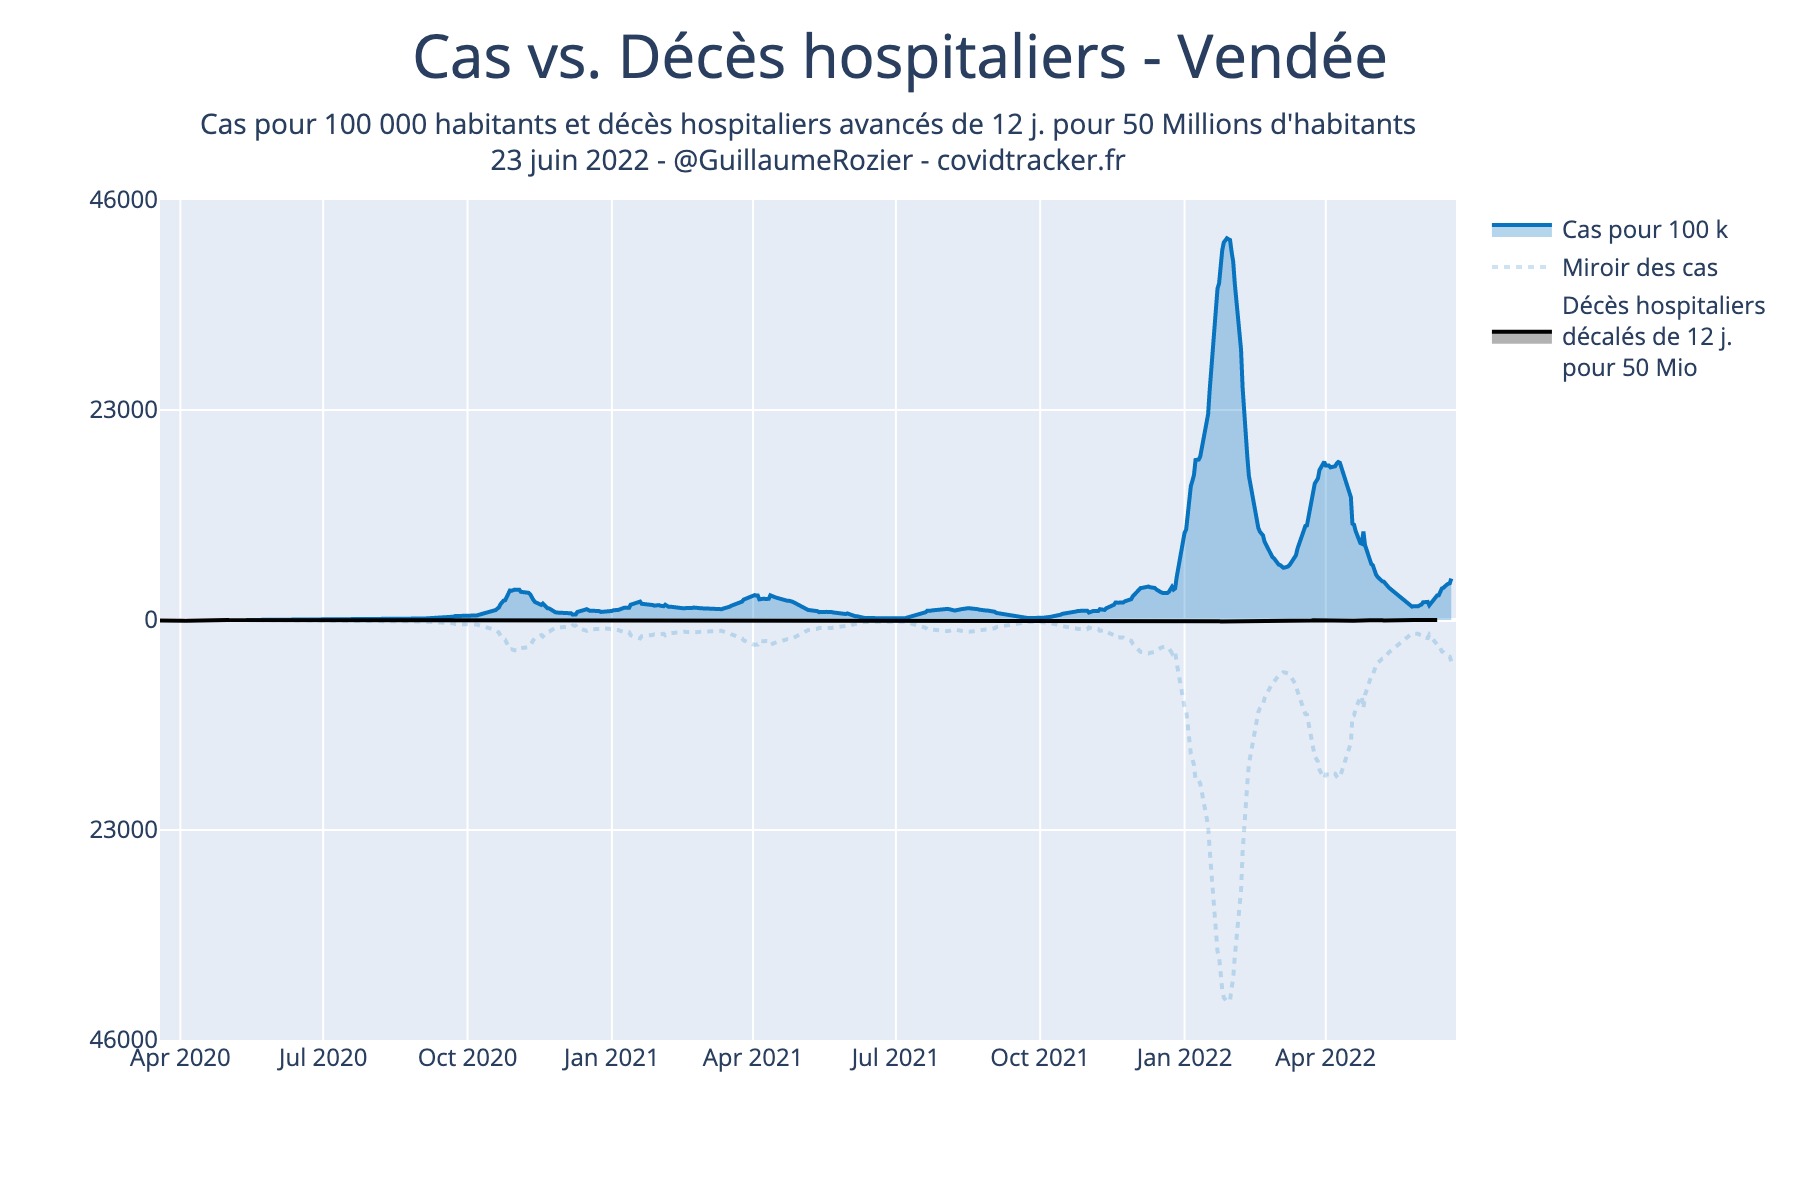 Cas vs. Décès hospitaliers - Vendée
Cas pour 100 000 habitants et décès hospitaliers avancés de 12 j. pour 50 Millions d'habitants
23 juin 2022 - @GuillaumeRozier - covidtracker.fr
46000
23000
0
23000
46000
Apr 2020
Jul 2020
Oct 2020
Jan 2021
Apr 2021
Jul 2021
Oct 2021
Jan 2022
Apr 2022
Cas pour 100 k
Miroir des cas
Décès hospitaliers
décalés de 12 j.
pour 50 Mio